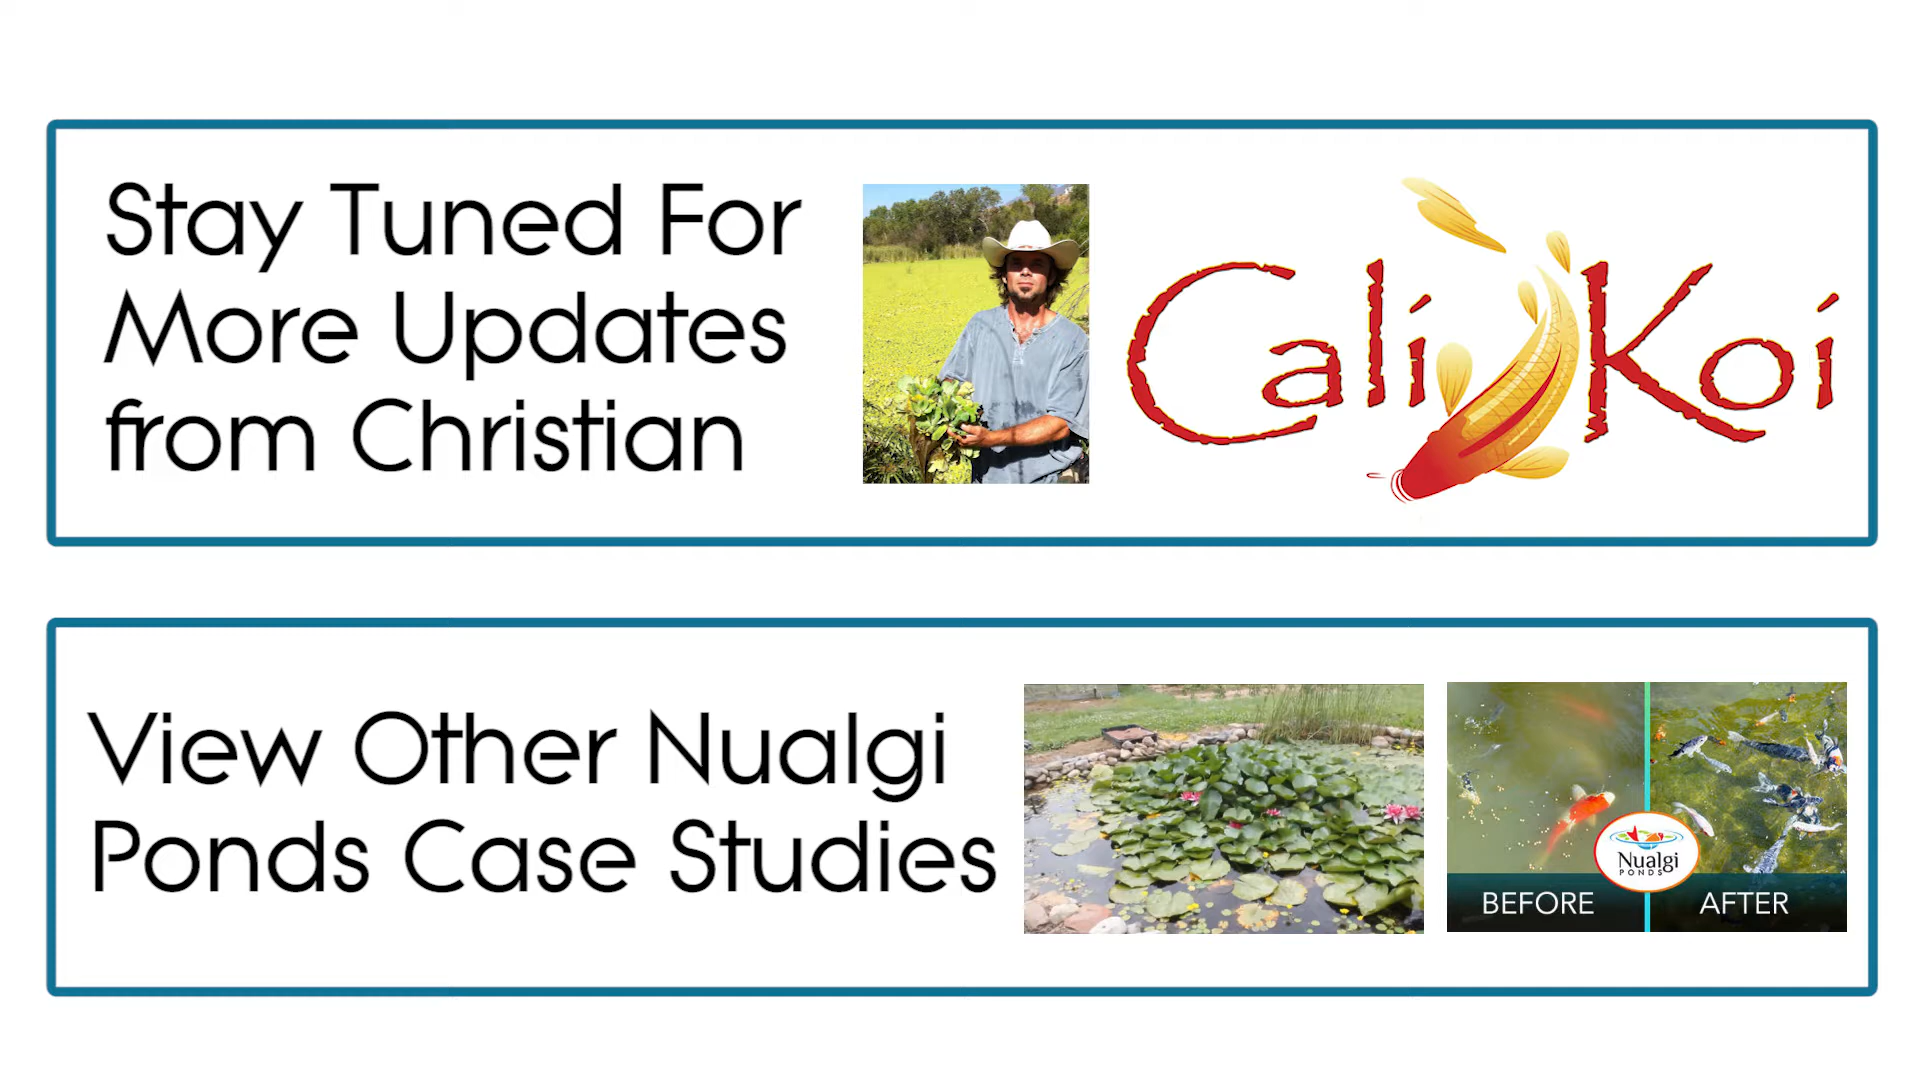 Stay Tuned For
More Updates
from Christian
Cali Koi
View Other Nualgi
Ponds Case Studies
Nualgi
PONDS
BEFORE
AFTER